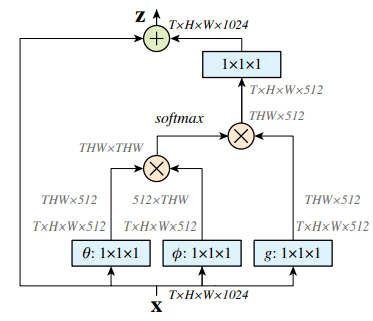 z
T×H×W×1024
1×1×1
T×H×W×512
softmax
THW×512
THW×THW
THW×512
512×THW
THW×512
T×H×W×512
T×H×W×512
T×H×W×512
θ: 1×1×1
ϕ: 1×1×1
g: 1×1×1
x
T×H×W×1024